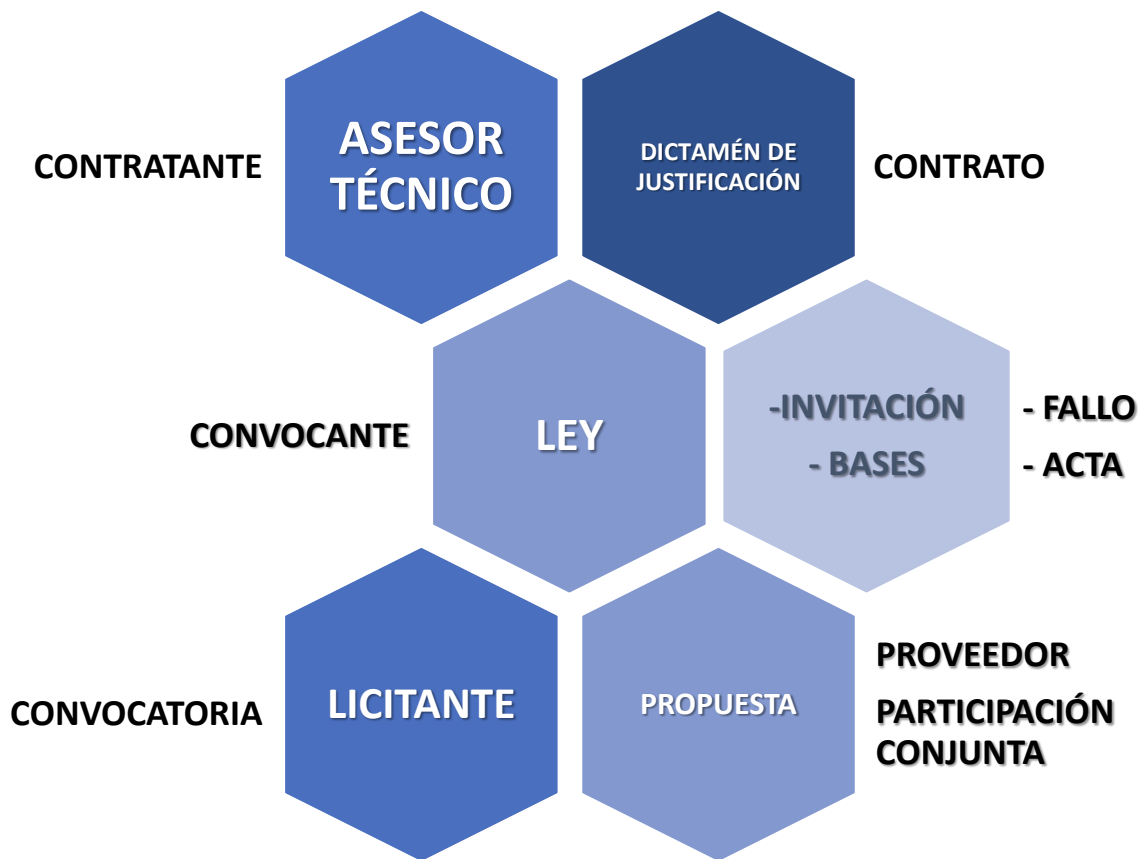 CONTRATANTE
ASESOR
TÉCNICO
DICTAMÉN DE
JUSTIFICACIÓN
CONTRATO
CONVOCANTE
LEY
-INVITACIÓN
- BASES
- FALLO
- ACTA
CONVOCATORIA
LICITANTE
PROPUESTA
PROVEEDOR
PARTICIPACIÓN
CONJUNTA